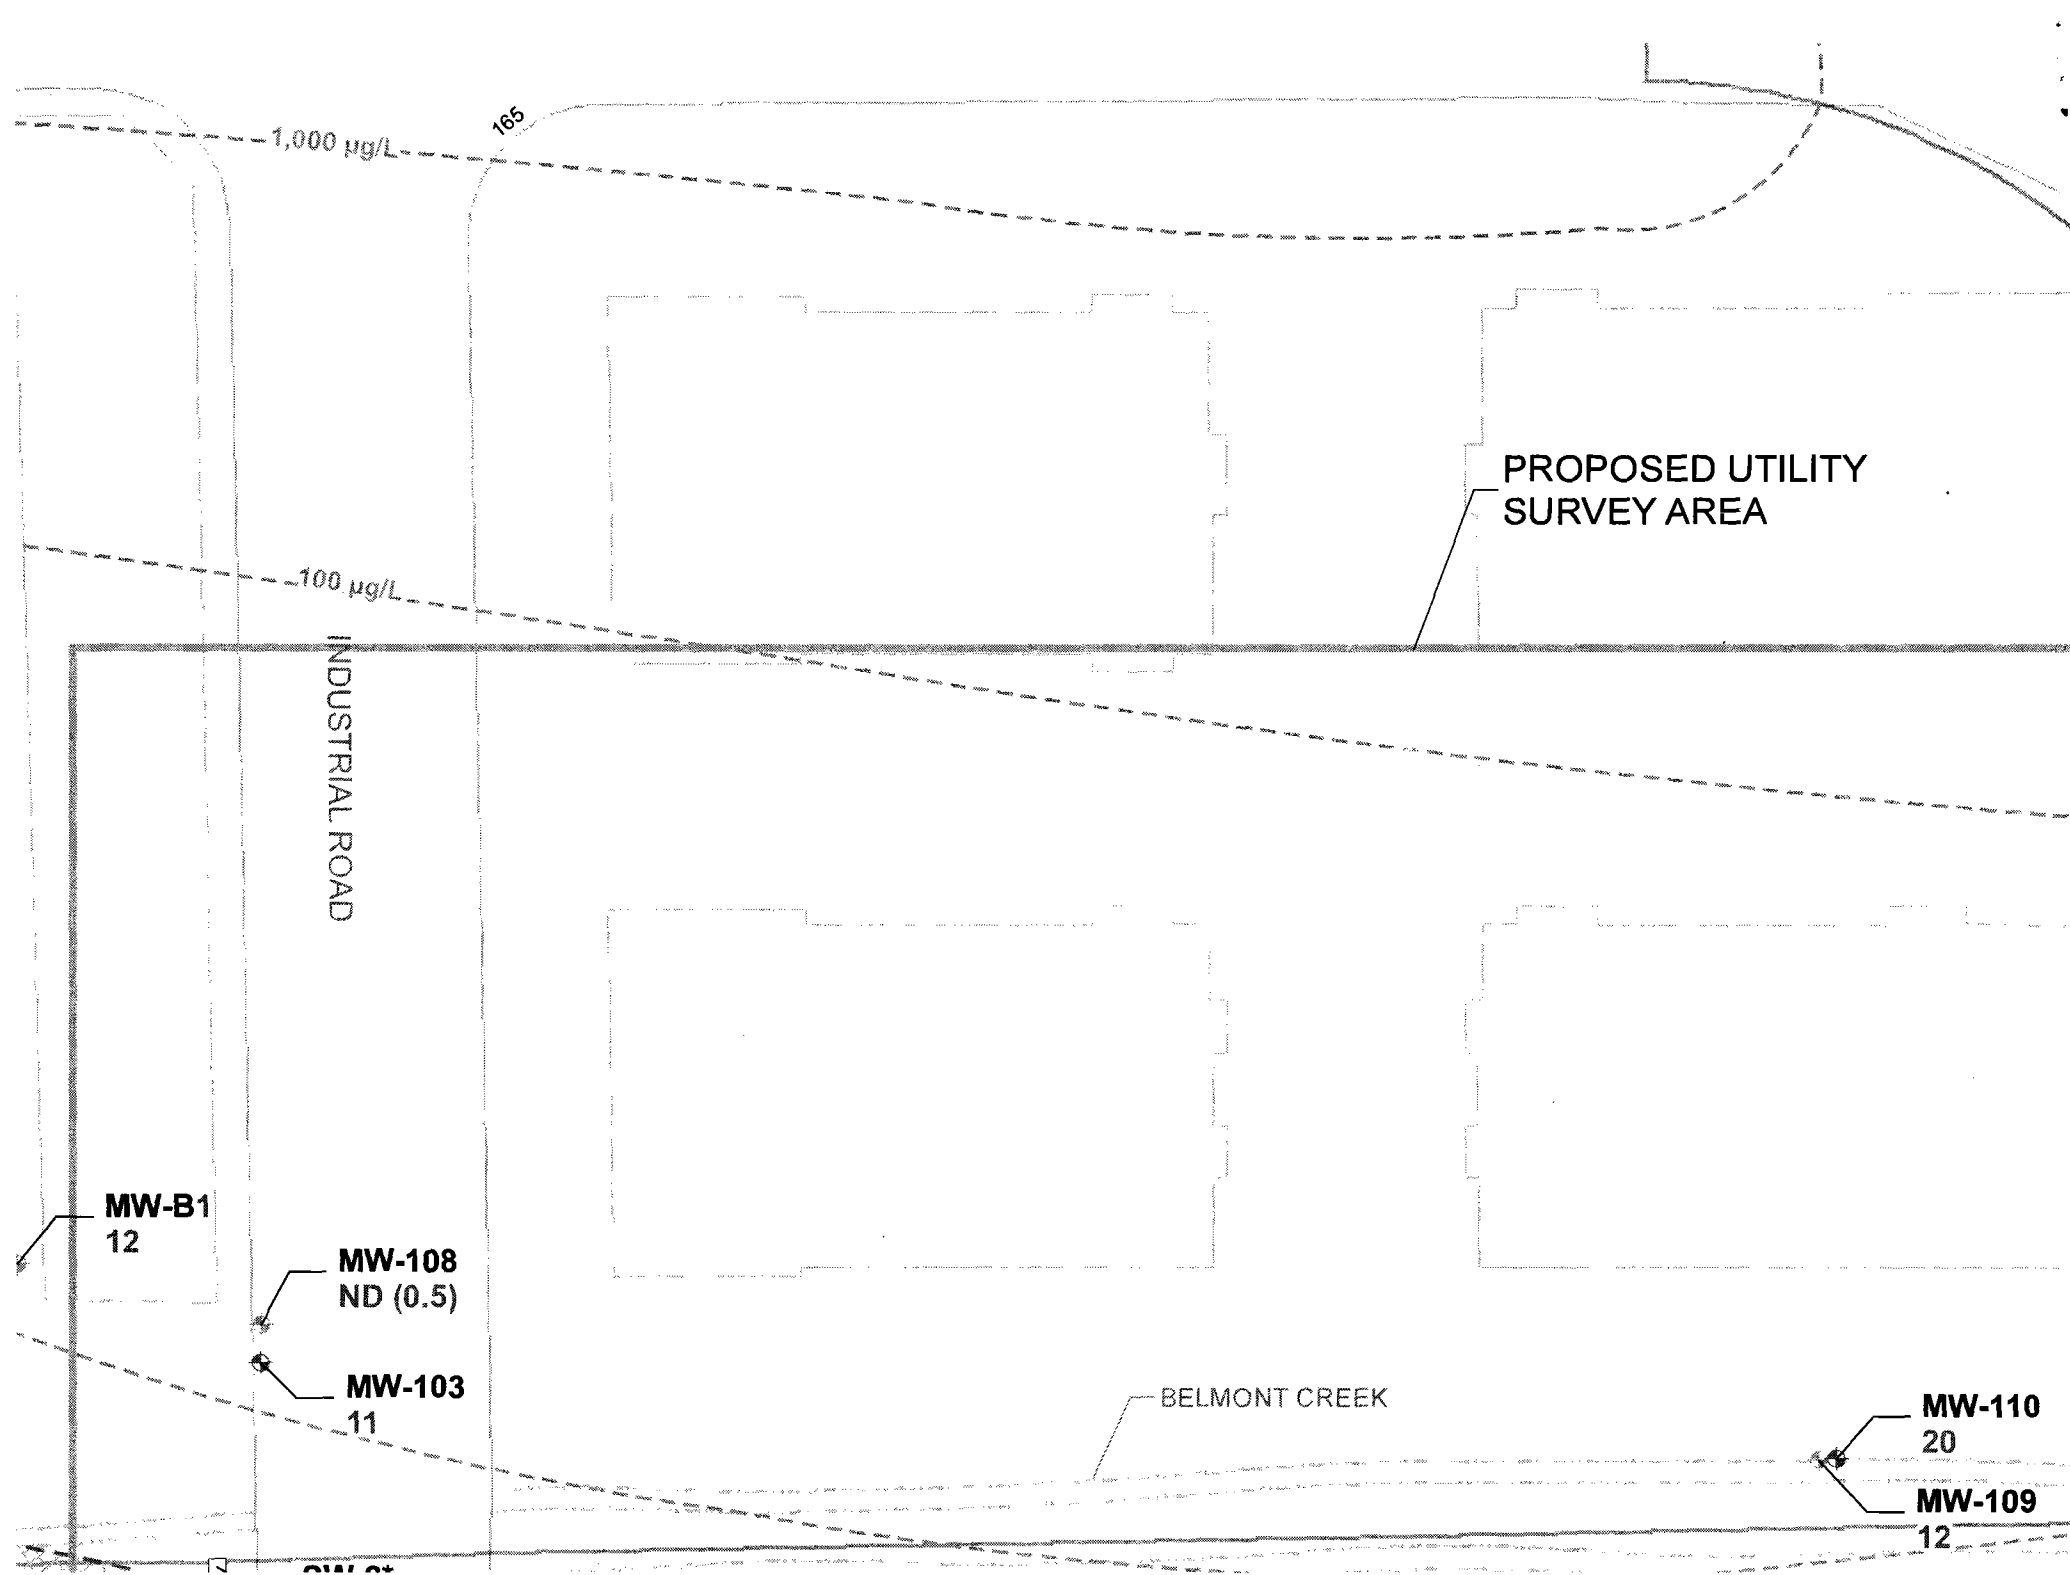 165
1,000 µg/L
PROPOSED UTILITY
SURVEY AREA
100 µg/L
INDUSTRIAL ROAD
MW-B1
12
MW-108
ND (0.5)
MW-103
11
BELMONT CREEK
MW-110
20
MW-109
12